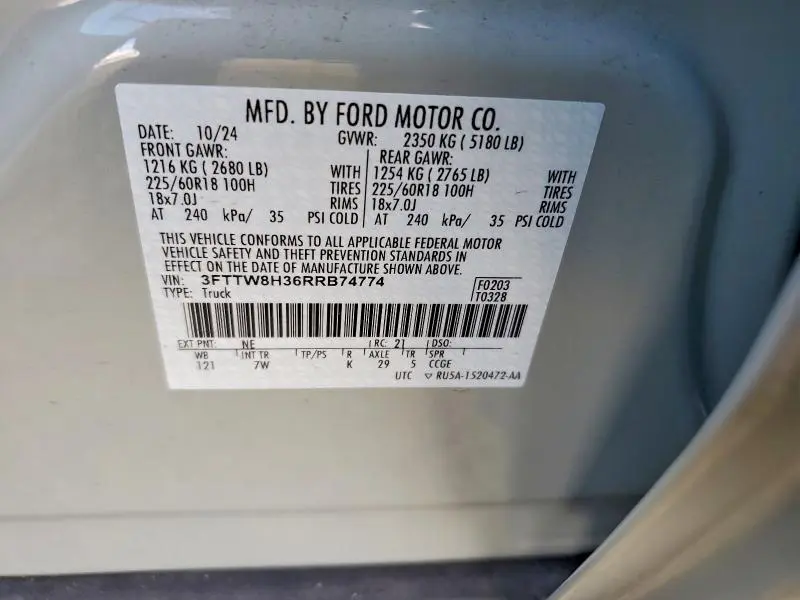 MFD. BY FORD MOTOR CO.
DATE: 10/24 GVWR: 2350 KG ( 5180 LB)
FRONT GAWR: REAR GAWR:
1216 KG ( 2680 LB) WITH 1254 KG ( 2765 LB) WITH
225/60R18 100H TIRES 225/60R18 100H TIRES
18x7.0J RIMS 18x7.0J RIMS
AT 240 kPa/ 35 PSI COLD AT 240 kPa/ 35 PSI COLD
THIS VEHICLE CONFORMS TO ALL APPLICABLE FEDERAL MOTOR
VEHICLE SAFETY AND THEFT PREVENTION STANDARDS IN
EFFECT ON THE DATE OF MANUFACTURE SHOWN ABOVE.
VIN: 3FTTW8H36RRB74774 F0203
TYPE: Truck T0328
EXT PNT: NE RC: 21 DSO:
WB INT TR TP/PS R AXLE TR SPR
121 7W K 29 5 CCGE
UTC ▽ RU5A-1520472-AA